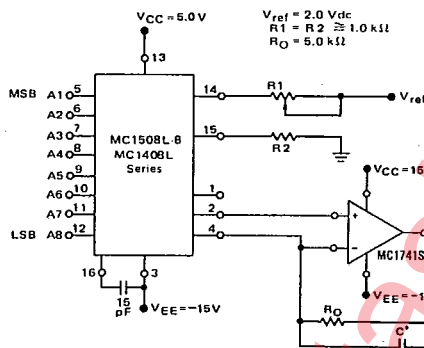 VCC = 5.0 V
Vref = 2.0 Vdc
R1 = R2 ≅ 1.0 kΩ
RO = 5.0 kΩ
13
MSB A1 5
A2 6
A3 7
A4 8
A5 9
A6 10
A7 11
LSB A8 12
MC1508L-8
MC1408L
Series
14
R1
Vref
15
R2
1
2
4
16
3
15
pF
VEE = -15V
VCC = 15
+
-
MC1741S
VEE = -1
RO
C*